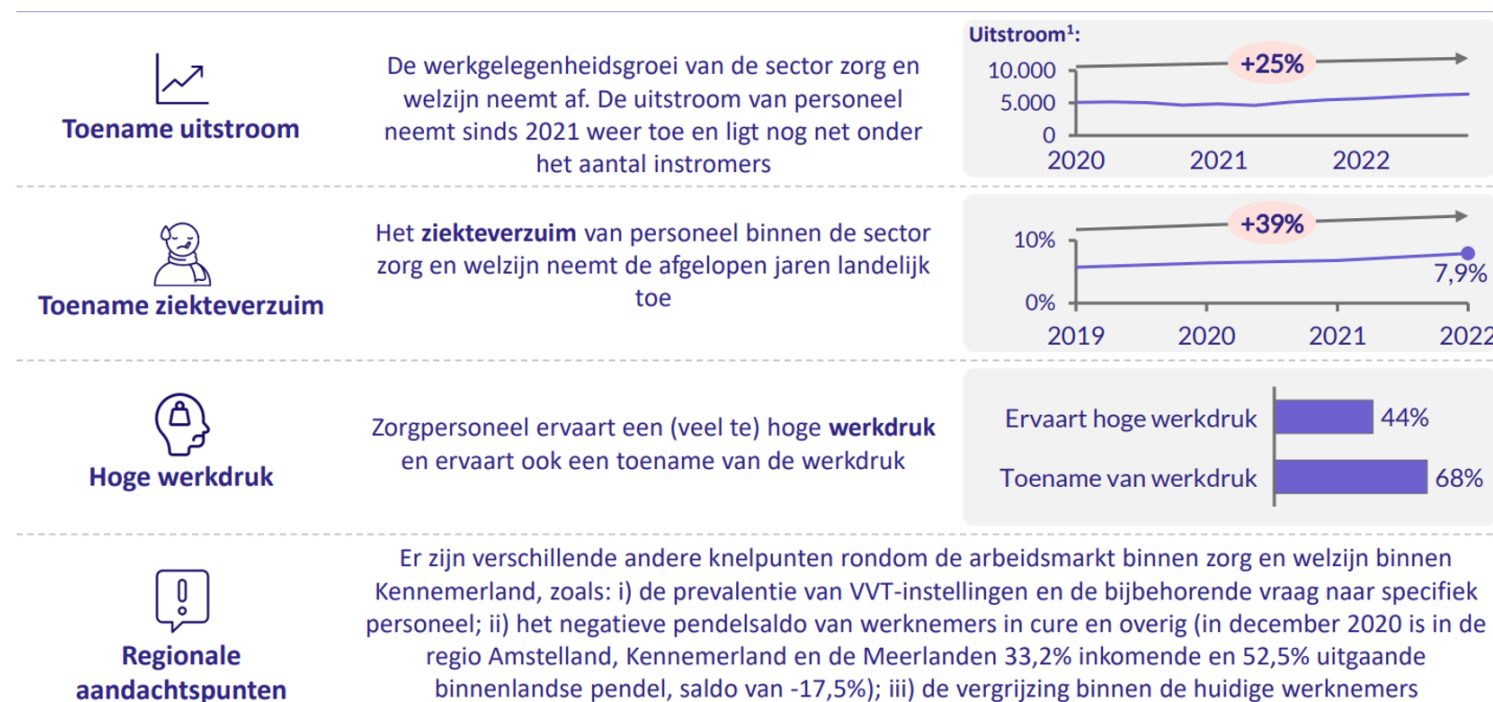 Toename uitstroom
De werkgelegenheidsgroei van de sector zorg en
welzijn neemt af. De uitstroom van personeel
neemt sinds 2021 weer toe en ligt nog net onder
het aantal instromers
Uitstroom¹:
+25%
10.000
5.000
0
2020 2021 2022
Toename ziekteverzuim
Het ziekteverzuim van personeel binnen de sector
zorg en welzijn neemt de afgelopen jaren landelijk
toe
+39%
10%
7,9%
0%
2019 2020 2021 2022
Hoge werkdruk
Zorgpersoneel ervaart een (veel te) hoge werkdruk
en ervaart ook een toename van de werkdruk
Ervaart hoge werkdruk 44%
Toename van werkdruk 68%
Regionale
aandachtspunten
Er zijn verschillende andere knelpunten rondom de arbeidsmarkt binnen zorg en welzijn binnen
Kennemerland, zoals: i) de prevalentie van VVT-instellingen en de bijbehorende vraag naar specifiek
personeel; ii) het negatieve pendelsaldo van werknemers in cure en overig (in december 2020 is in de
regio Amstelland, Kennemerland en de Meerlanden 33,2% inkomende en 52,5% uitgaande
binnenlandse pendel, saldo van -17,5%); iii) de vergrijzing binnen de huidige werknemers